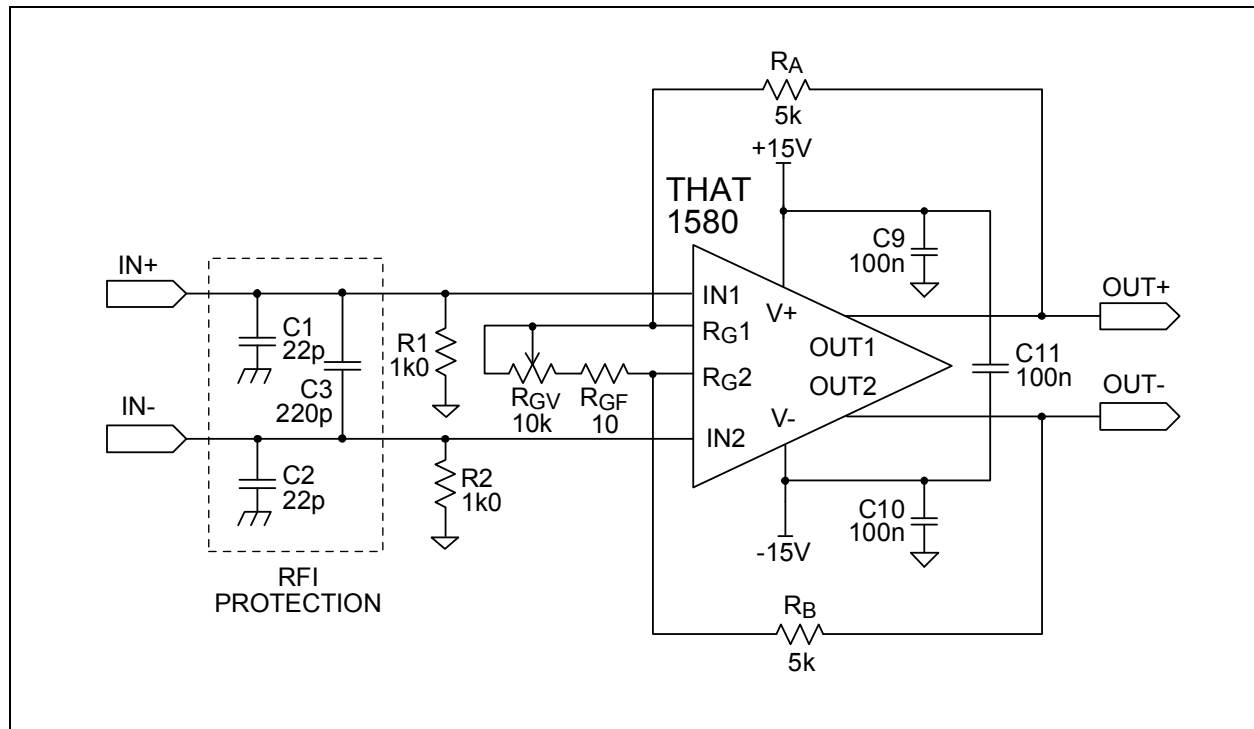 RA
5k
+15V
THAT
1580
C9
100n
IN+
OUT+
IN1
V+
C1
22p
R1
1k0
RG1
OUT1
C11
100n
C3
220p
RG2
OUT2
RGV
10k
RGF
10
IN-
V-
OUT-
IN2
C2
22p
R2
1k0
C10
100n
-15V
RFI
PROTECTION
RB
5k